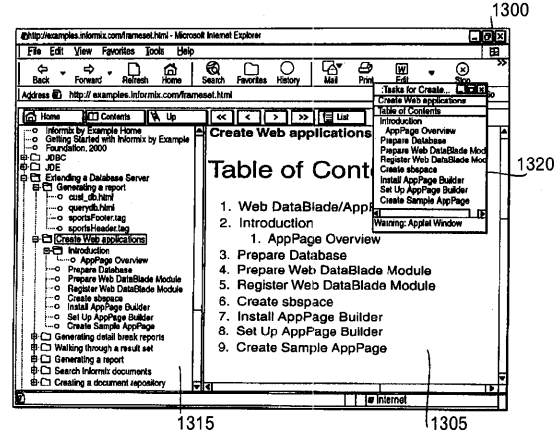 1300
http://examples.informix.com/frameset.html - Microsoft Internet Explorer
File Edit View Favorites Tools Help
Back Forward Refresh Home Search Favorites History Mail Print Edit Stop
Address http://examples.informix.com/frameset.html
Home Contents Up << < > >> List
Informix by Example Home
Getting Started with Informix by Example
Foundation, 2000
JDBC
JDE
Extending a Database Server
Generating a report
cust_db.html
querydb.html
sportsFooter.tag
sportsHeader.tag
Create Web applications
Introduction
AppPage Overview
Prepare Database
Prepare Web DataBlade Module
Register Web DataBlade Module
Create sbspace
Install AppPage Builder
Set Up AppPage Builder
Create Sample AppPage
Generating detail break reports
Walking through a result set
Generating a report
Search Informix documents
Creating a document repository
Create Web applications
Table of Cont
1. Web DataBlade/AppP
2. Introduction
1. AppPage Overview
3. Prepare Database
4. Prepare Web DataBlade Module
5. Register Web DataBlade Module
6. Create sbspace
7. Install AppPage Builder
8. Set Up AppPage Builder
9. Create Sample AppPage
:Tasks for Create...
Create Web applications
Table of Contents
Introduction
AppPage Overview
Prepare Database
Prepare Web DataBlade Mod
Register Web DataBlade Mod
Create sbspace
Install AppPage Builder
Set Up AppPage Builder
Create Sample AppPage
Warning: Applet Window
1320
Internet
1315
1305